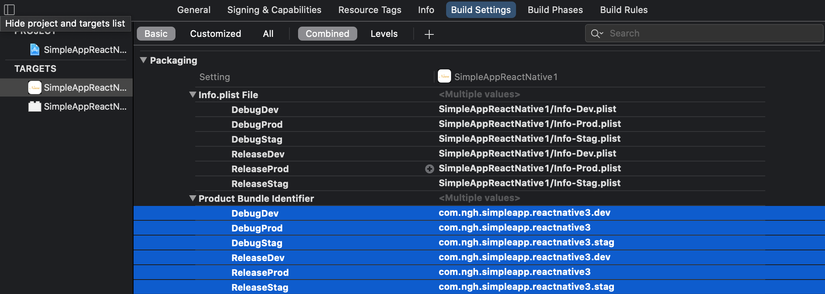 General Signing & Capabilities Resource Tags Info Build Settings Build Phases Build Rules
Hide project and targets list
Basic Customized All Combined Levels + Search
PROJECT
SimpleAppReactN...
TARGETS
SimpleAppReactN...
SimpleAppReactN...
Packaging
Setting SimpleAppReactNative1
Info.plist File <Multiple values>
DebugDev SimpleAppReactNative1/Info-Dev.plist
DebugProd SimpleAppReactNative1/Info-Prod.plist
DebugStag SimpleAppReactNative1/Info-Stag.plist
ReleaseDev SimpleAppReactNative1/Info-Dev.plist
ReleaseProd SimpleAppReactNative1/Info-Prod.plist
ReleaseStag SimpleAppReactNative1/Info-Stag.plist
Product Bundle Identifier <Multiple values>
DebugDev com.ngh.simpleapp.reactnative3.dev
DebugProd com.ngh.simpleapp.reactnative3
DebugStag com.ngh.simpleapp.reactnative3.stag
ReleaseDev com.ngh.simpleapp.reactnative3.dev
ReleaseProd com.ngh.simpleapp.reactnative3
ReleaseStag com.ngh.simpleapp.reactnative3.stag